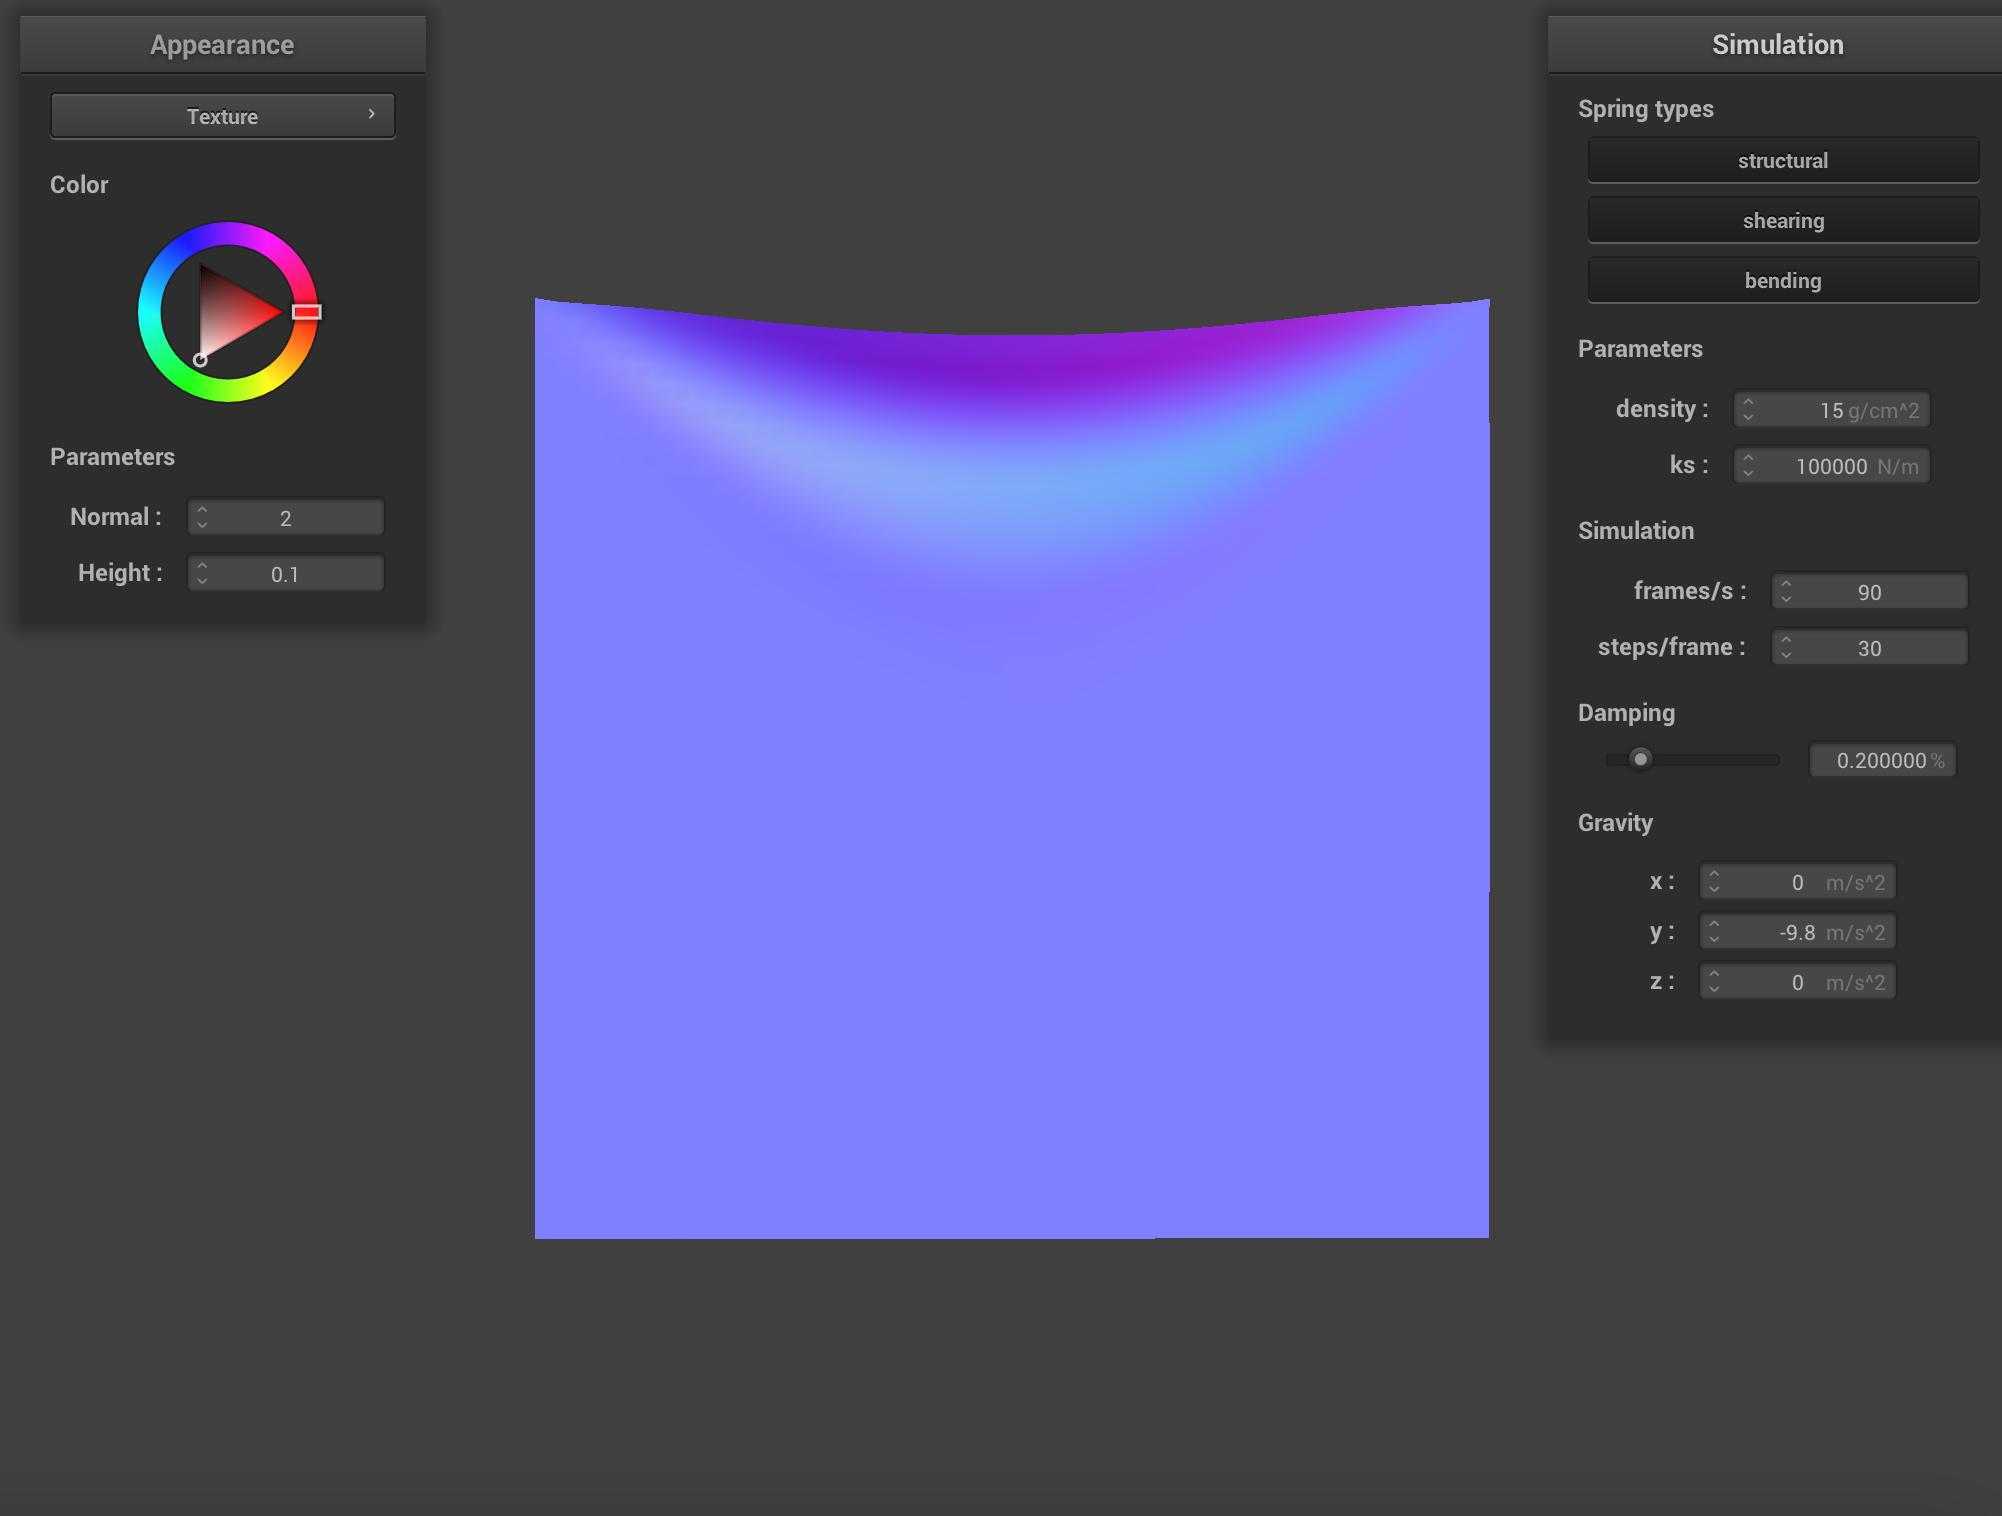 Appearance
Texture
Color
Parameters
Normal : 2
Height : 0.1
Simulation
Spring types
structural
shearing
bending
Parameters
density : 15 g/cm^2
ks : 100000 N/m
Simulation
frames/s : 90
steps/frame : 30
Damping
0.200000 %
Gravity
x : 0 m/s^2
y : -9.8 m/s^2
z : 0 m/s^2